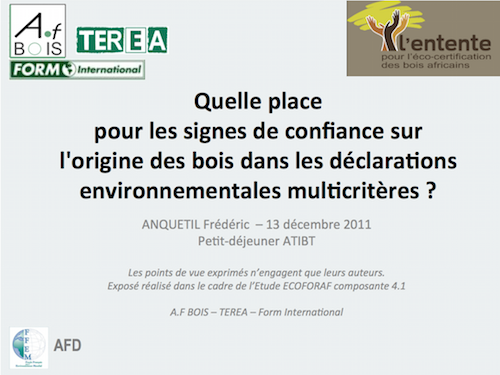 A.f
BOIS
TEREA
FORM International
l'entente
pour l'éco-certification
des bois africains
Quelle place
pour les signes de confiance sur
l'origine des bois dans les déclarations
environnementales multicritères ?
ANQUETIL Frédéric – 13 décembre 2011
Petit-déjeuner ATIBT
Les points de vue exprimés n'engagent que leurs auteurs.
Exposé réalisé dans le cadre de l'Etude ECOFORAF composante 4.1
A.F BOIS – TEREA – Form International
FFEM
AFD